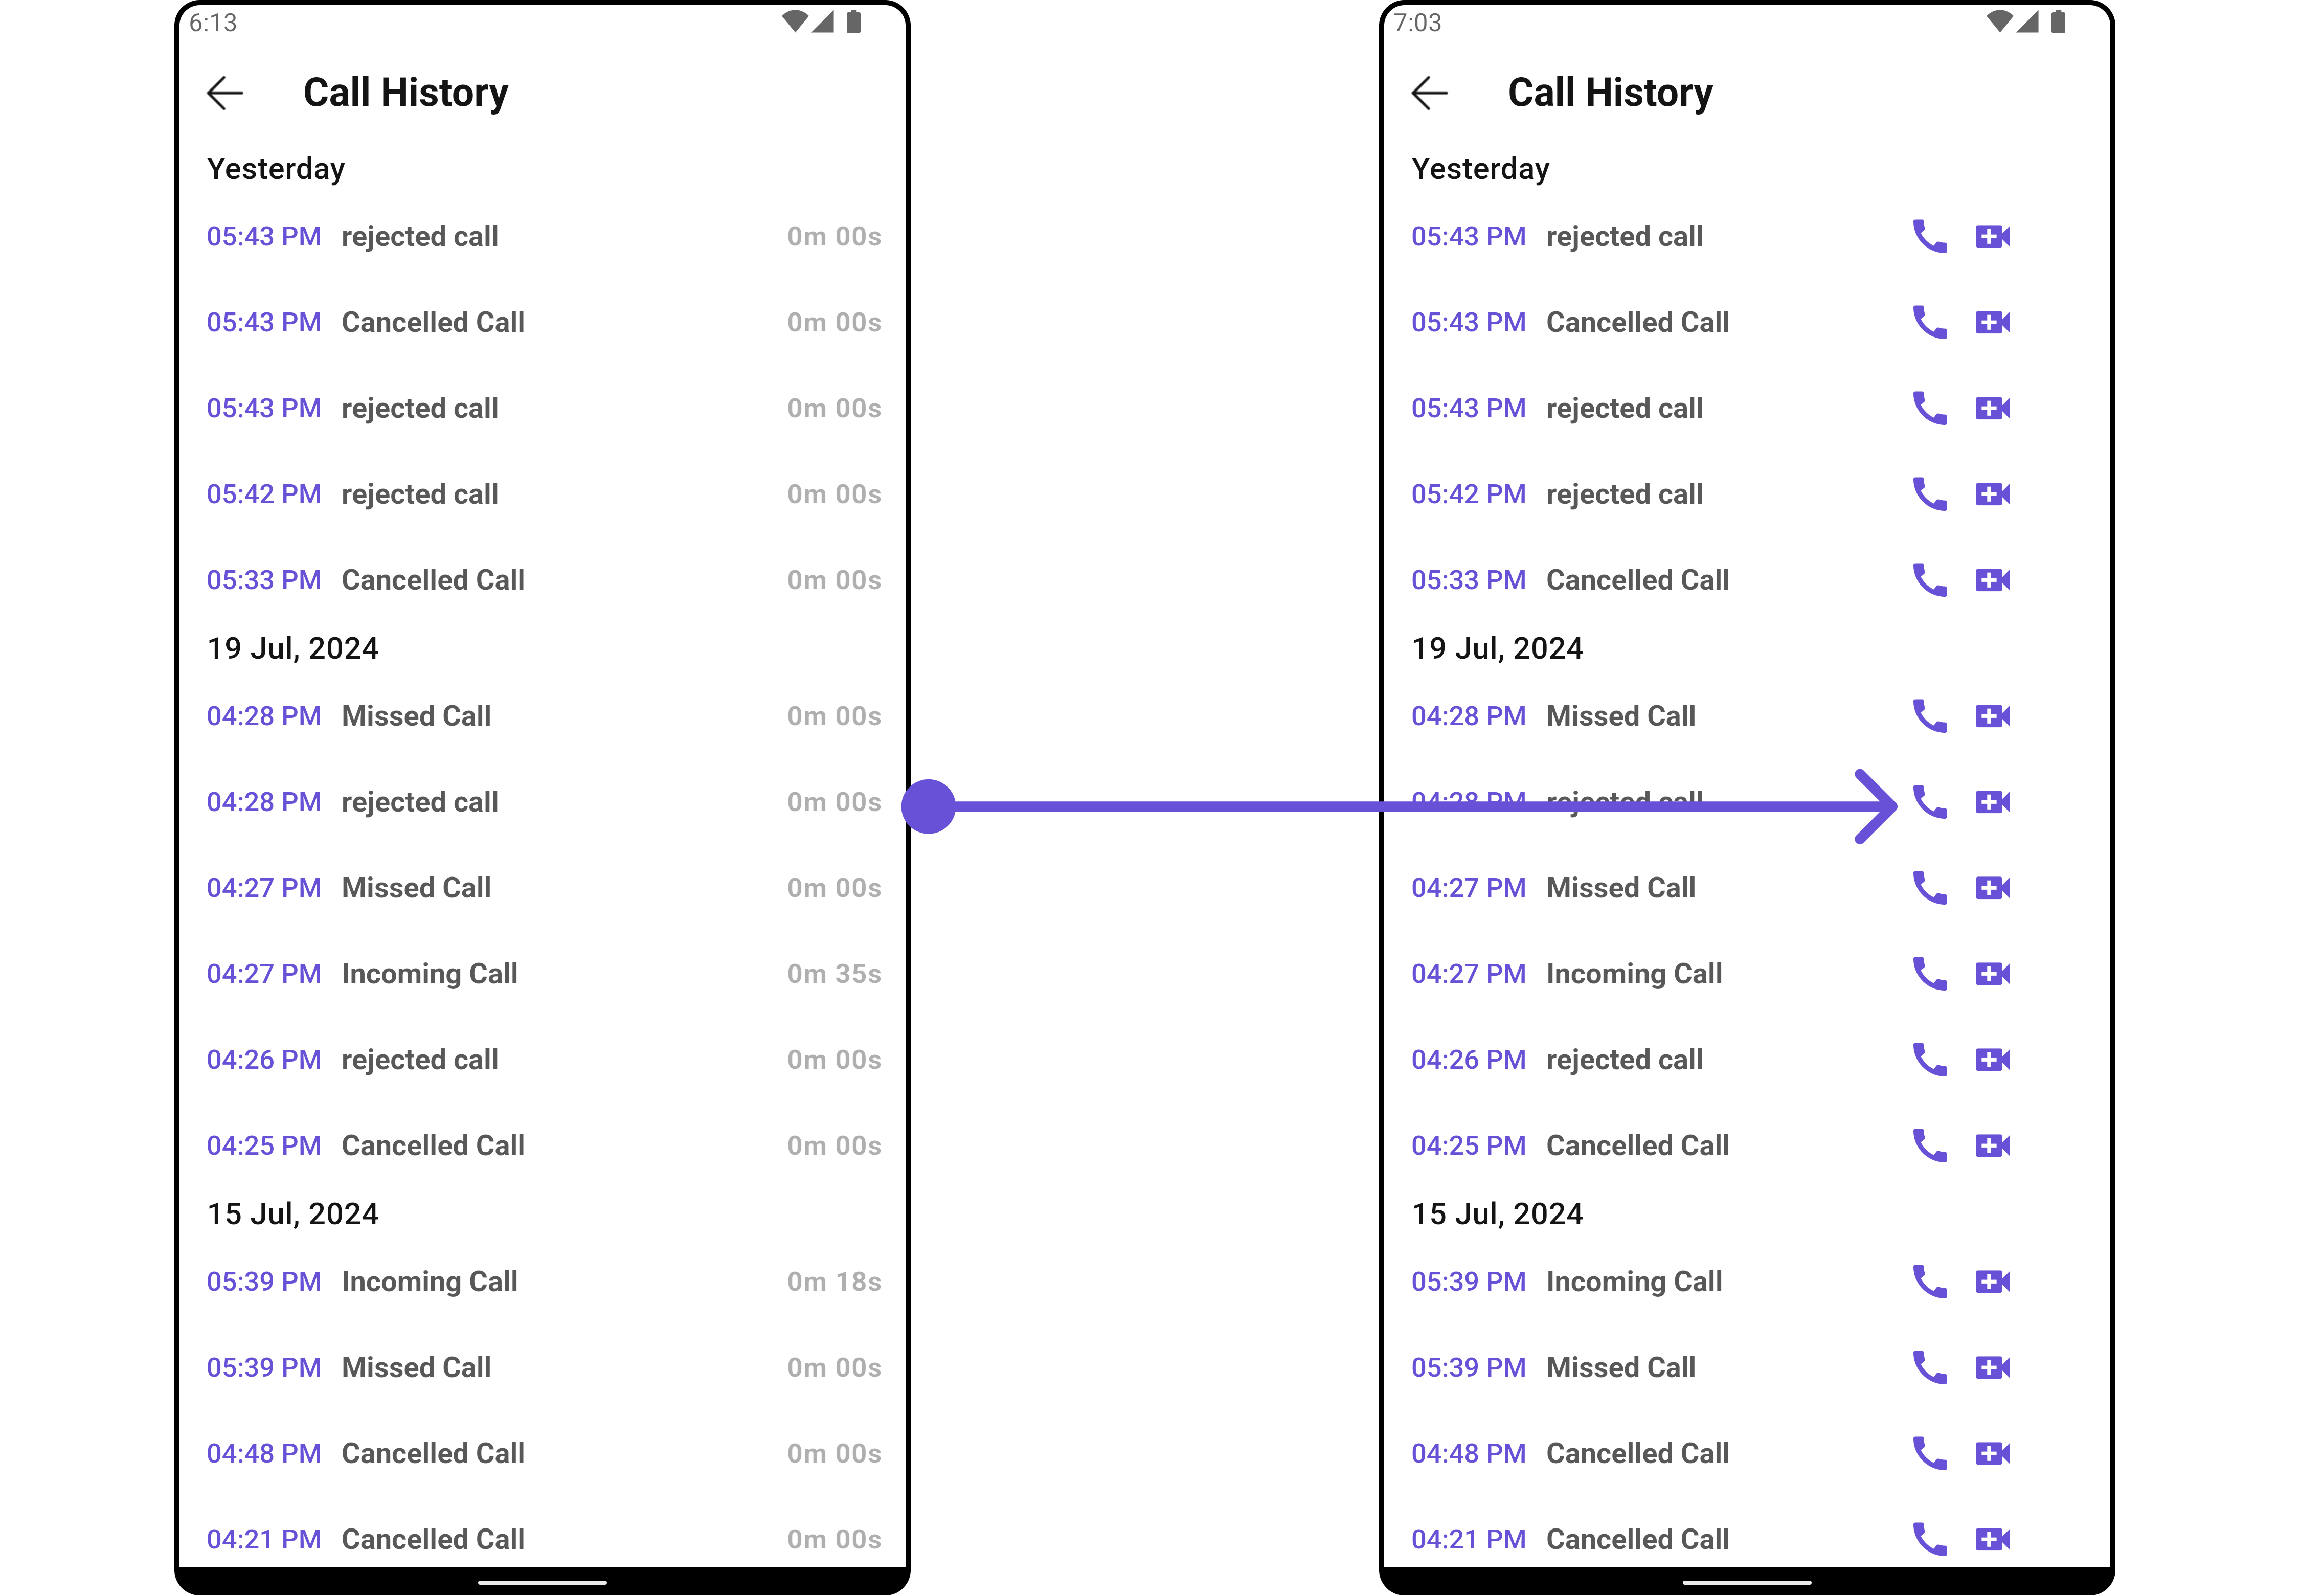 6:13
Call History
Yesterday
05:43 PM rejected call 0m 00s
05:43 PM Cancelled Call 0m 00s
05:43 PM rejected call 0m 00s
05:42 PM rejected call 0m 00s
05:33 PM Cancelled Call 0m 00s
19 Jul, 2024
04:28 PM Missed Call 0m 00s
04:28 PM rejected call 0m 00s
04:27 PM Missed Call 0m 00s
04:27 PM Incoming Call 0m 35s
04:26 PM rejected call 0m 00s
04:25 PM Cancelled Call 0m 00s
15 Jul, 2024
05:39 PM Incoming Call 0m 18s
05:39 PM Missed Call 0m 00s
04:48 PM Cancelled Call 0m 00s
04:21 PM Cancelled Call 0m 00s
7:03
Call History
Yesterday
05:43 PM rejected call
05:43 PM Cancelled Call
05:43 PM rejected call
05:42 PM rejected call
05:33 PM Cancelled Call
19 Jul, 2024
04:28 PM Missed Call
04:28 PM rejected call
04:27 PM Missed Call
04:27 PM Incoming Call
04:26 PM rejected call
04:25 PM Cancelled Call
15 Jul, 2024
05:39 PM Incoming Call
05:39 PM Missed Call
04:48 PM Cancelled Call
04:21 PM Cancelled Call